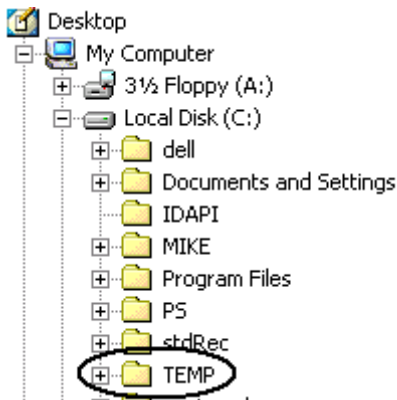 Desktop
My Computer
3½ Floppy (A:)
Local Disk (C:)
dell
Documents and Settings
IDAPI
MIKE
Program Files
PS
stdRec
TEMP